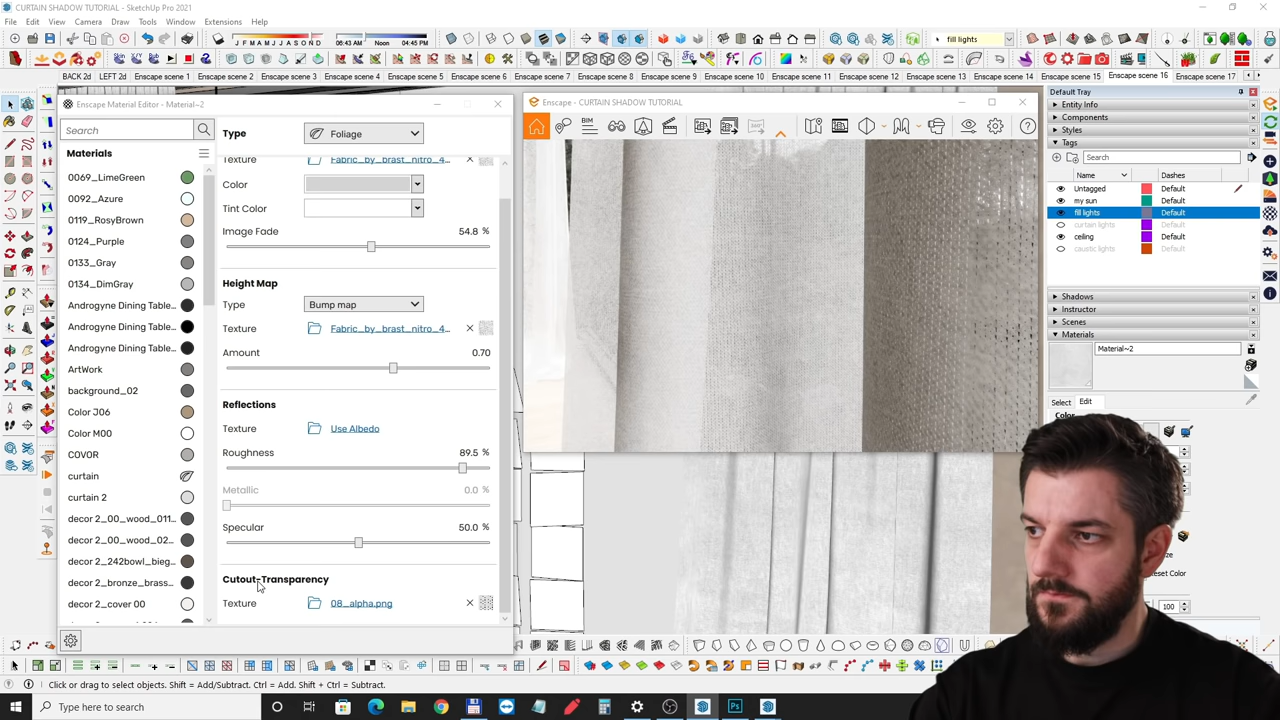 CURTAIN SHADOW TUTORIAL - SketchUp Pro 2021
File Edit View Camera Draw Tools Window Extensions Help
J F M A M J J A S O N D 06:43 AM Noon 04:45 PM fill lights
BACK 2d LEFT 2d Enscape scene 1 Enscape scene 2 Enscape scene 3 Enscape scene 4 Enscape scene 5 Enscape scene 6 Enscape scene 7 Enscape scene 8 Enscape scene 9 Enscape scene 10 Enscape scene 11 Enscape scene 12 Enscape scene 13 Enscape scene 14 Enscape scene 15 Enscape scene 16 Enscape scene 17
Enscape Material Editor - Material~2
Search
Materials
0069_LimeGreen
0092_Azure
0119_RosyBrown
0124_Purple
0133_Gray
0134_DimGray
Androgyne Dining Table...
Androgyne Dining Table...
Androgyne Dining Table...
ArtWork
background_02
Color J06
Color M00
COVOR
curtain
curtain 2
decor 2_00_wood_011...
decor 2_00_wood_02...
decor 2_242bowl_bieg...
decor 2_bronze_brass...
decor 2_cover 00
Type Foliage
Texture Fabric_by_brast_nitro_4...
Color
Tint Color
Image Fade 54.8 %
Height Map
Type Bump map
Texture Fabric_by_brast_nitro_4...
Amount 0.70
Reflections
Texture Use Albedo
Roughness 89.5 %
Metallic 0.0 %
Specular 50.0 %
Cutout-Transparency
Texture 08_alpha.png
Enscape - CURTAIN SHADOW TUTORIAL
BIM
360°
Default Tray
Entity Info
Components
Styles
Tags
Search
Name Dashes
Untagged Default
my sun Default
fill lights Default
curtain lights Default
ceiling Default
caustic lights Default
Shadows
Instructor
Scenes
Materials
Material~2
Select Edit
Color
100
Click or drag to select objects. Shift = Add/Subtract. Ctrl = Add. Shift + Ctrl = Subtract.
Type here to search
Ps